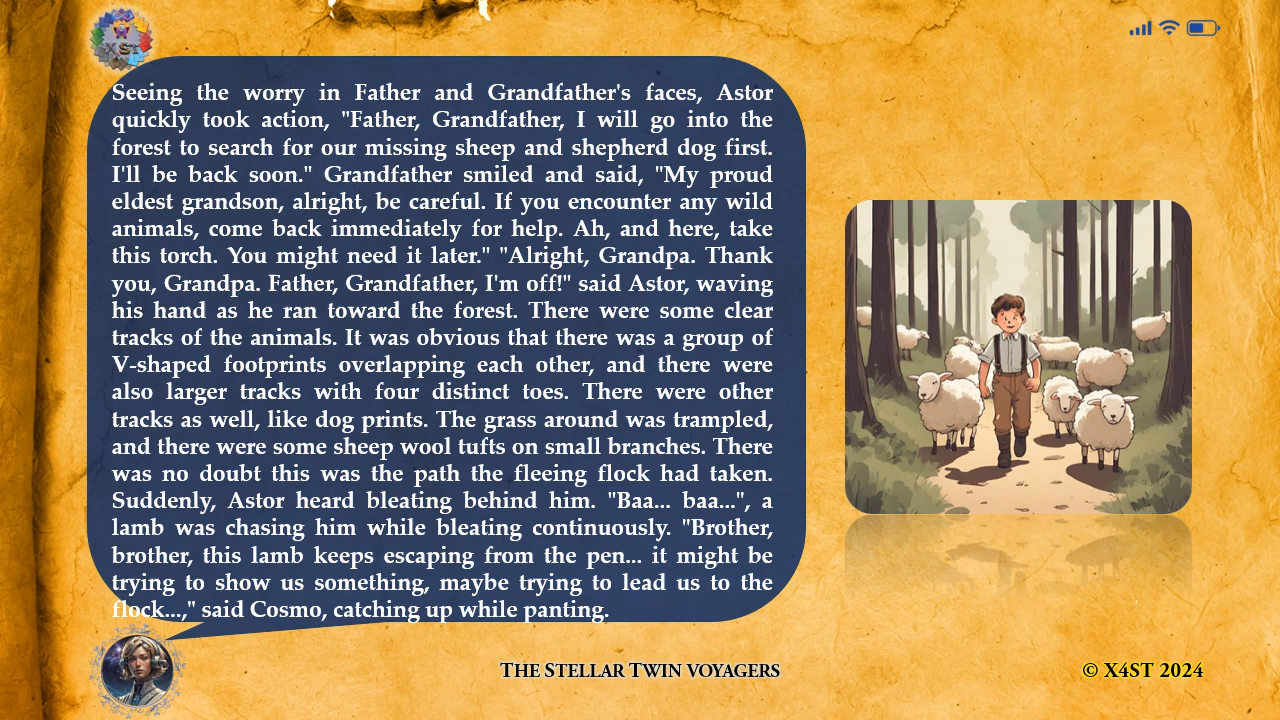 X ST
Seeing the worry in Father and Grandfather's faces, Astor
quickly took action, "Father, Grandfather, I will go into the
forest to search for our missing sheep and shepherd dog first.
I'll be back soon." Grandfather smiled and said, "My proud
eldest grandson, alright, be careful. If you encounter any wild
animals, come back immediately for help. Ah, and here, take
this torch. You might need it later." "Alright, Grandpa. Thank
you, Grandpa. Father, Grandfather, I'm off!" said Astor, waving
his hand as he ran toward the forest. There were some clear
tracks of the animals. It was obvious that there was a group of
V-shaped footprints overlapping each other, and there were
also larger tracks with four distinct toes. There were other
tracks as well, like dog prints. The grass around was trampled,
and there were some sheep wool tufts on small branches. There
was no doubt this was the path the fleeing flock had taken.
Suddenly, Astor heard bleating behind him. "Baa... baa...", a
lamb was chasing him while bleating continuously. "Brother,
brother, this lamb keeps escaping from the pen... it might be
trying to show us something, maybe trying to lead us to the
flock...," said Cosmo, catching up while panting.
THE STELLAR TWIN VOYAGERS
© X4ST 2024